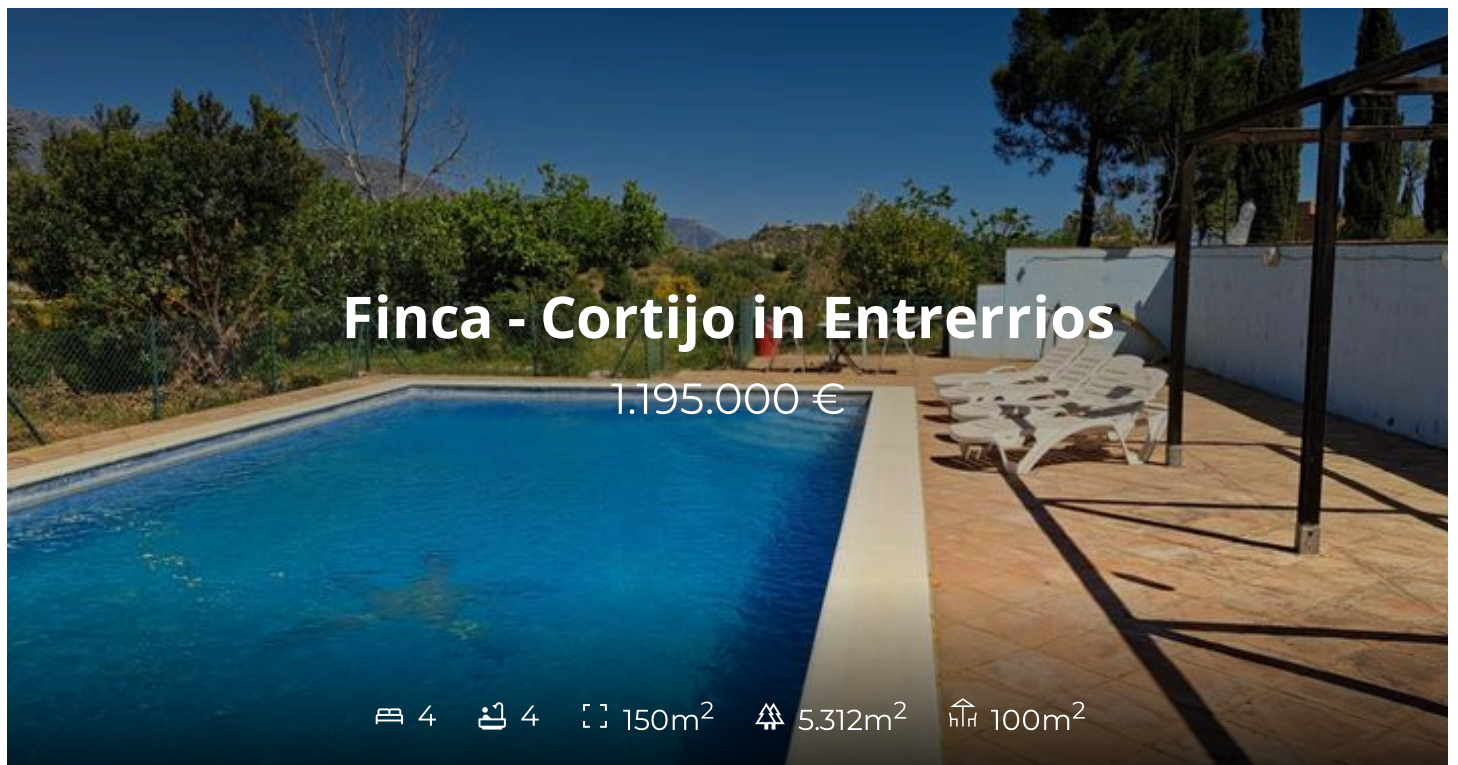 Finca - Cortijo in Entrerrios
1.195.000 €
4 4 150m² 5.312m² 100m²